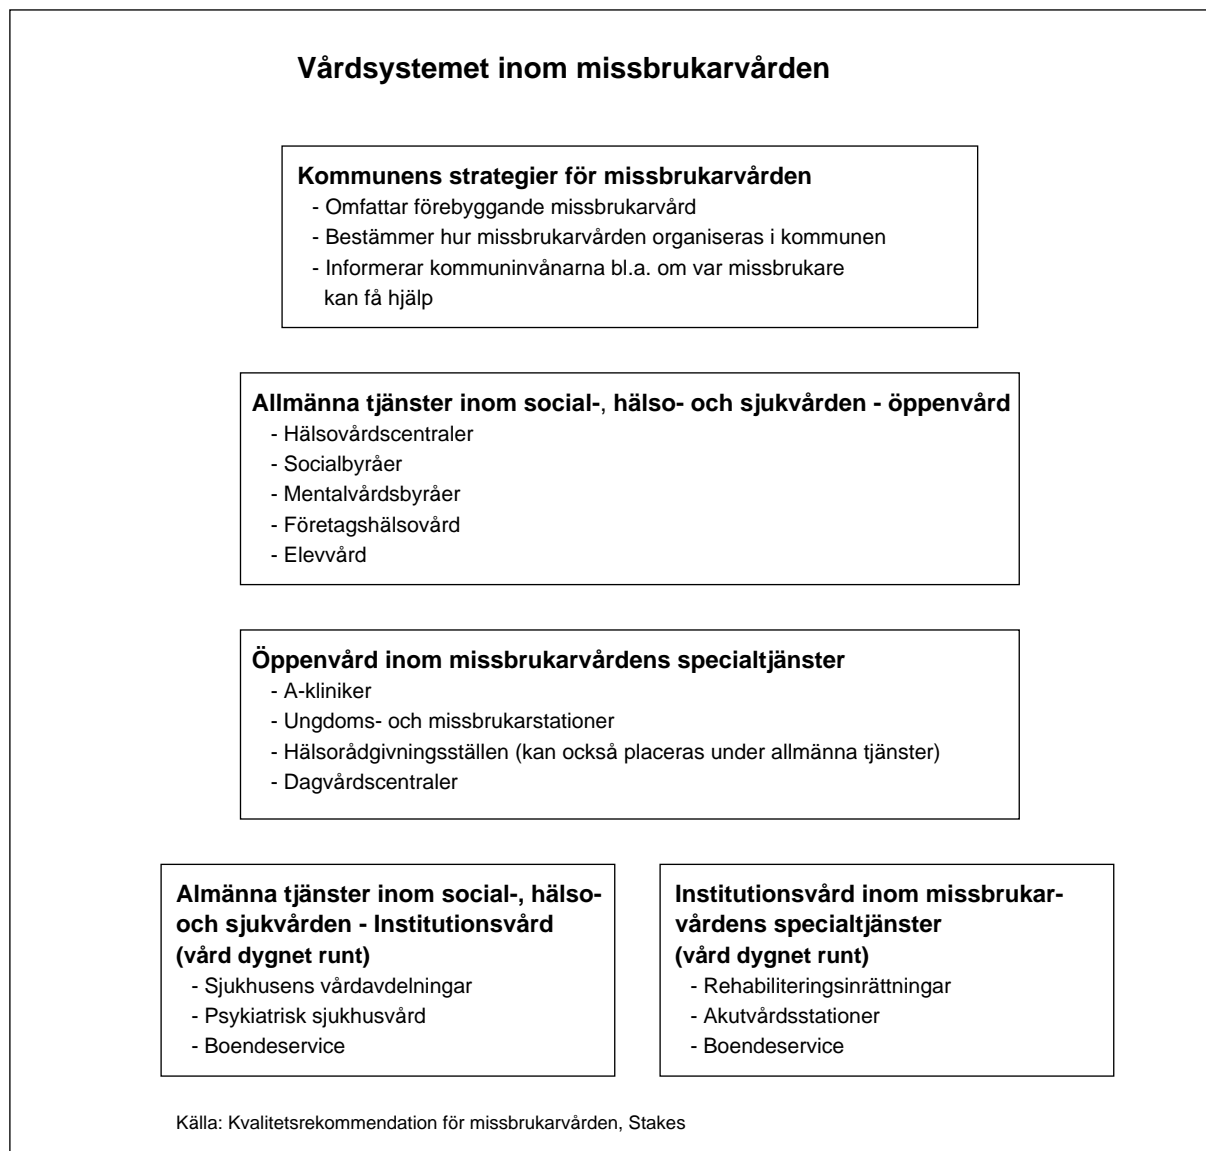 Vårdsystemet inom missbrukarvården
Kommunens strategier för missbrukarvården
- Omfattar förebyggande missbrukarvård
- Bestämmer hur missbrukarvården organiseras i kommunen
- Informerar kommuninvånarna bl.a. om var missbrukare
kan få hjälp
Allmänna tjänster inom social-, hälso- och sjukvården - öppenvård
- Hälsovårdscentraler
- Socialbyråer
- Mentalvårdsbyråer
- Företagshälsovård
- Elevvård
Öppenvård inom missbrukarvårdens specialtjänster
- A-kliniker
- Ungdoms- och missbrukarstationer
- Hälsorådgivningsställen (kan också placeras under allmänna tjänster)
- Dagvårdscentraler
Almänna tjänster inom social-, hälso-
och sjukvården - Institutionsvård
(vård dygnet runt)
- Sjukhusens vårdavdelningar
- Psykiatrisk sjukhusvård
- Boendeservice
Institutionsvård inom missbrukar-
vårdens specialtjänster
(vård dygnet runt)
- Rehabiliteringsinrättningar
- Akutvårdsstationer
- Boendeservice
Källa: Kvalitetsrekommendation för missbrukarvården, Stakes